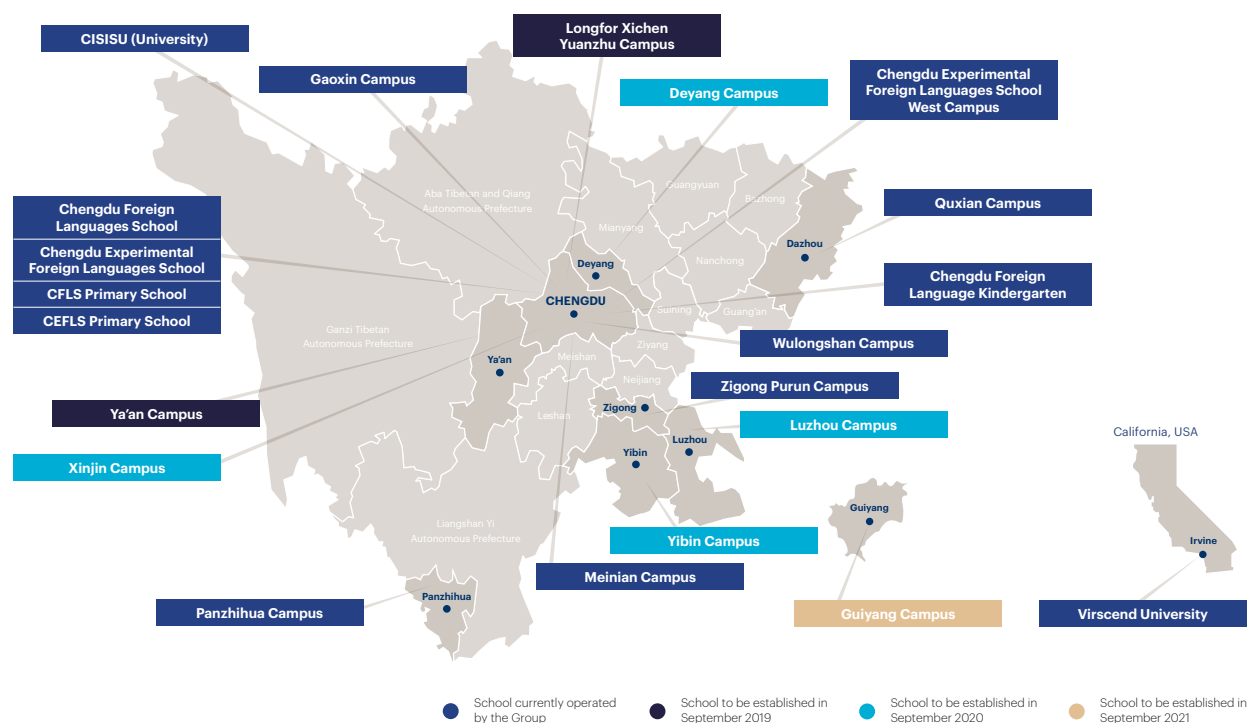 CISISU (University)
Longfor Xichen
Yuanzhu Campus
Gaoxin Campus
Deyang Campus
Chengdu Experimental
Foreign Languages School
West Campus
Chengdu Foreign
Languages School
Chengdu Experimental
Foreign Languages School
CFLS Primary School
CEFLS Primary School
Quxian Campus
Chengdu Foreign
Language Kindergarten
Wulongshan Campus
Zigong Purun Campus
Luzhou Campus
Ya’an Campus
Xinjin Campus
Yibin Campus
Meinian Campus
Panzhihua Campus
Guiyang Campus
Virscend University
Aba Tibetan and Qiang
Autonomous Prefecture
Guangyuan
Bazhong
Mianyang
Dazhou
Deyang
Nanchong
CHENGDU
Suining
Guang’an
Ganzi Tibetan
Autonomous Prefecture
Ya’an
Meishan
Ziyang
Neijiang
Zigong
Leshan
Luzhou
Yibin
Liangshan Yi
Autonomous Prefecture
Panzhihua
Guiyang
California, USA
Irvine
School currently operated
by the Group
School to be established in
September 2019
School to be established in
September 2020
School to be established in
September 2021